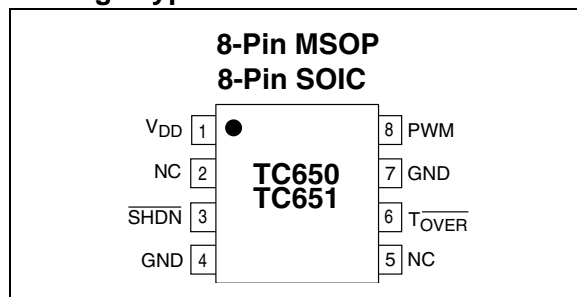 8-Pin MSOP
8-Pin SOIC
VDD 1 8 PWM
NC 2 7 GND
TC650
TC651
SHDN 3 6 TOVER
GND 4 5 NC